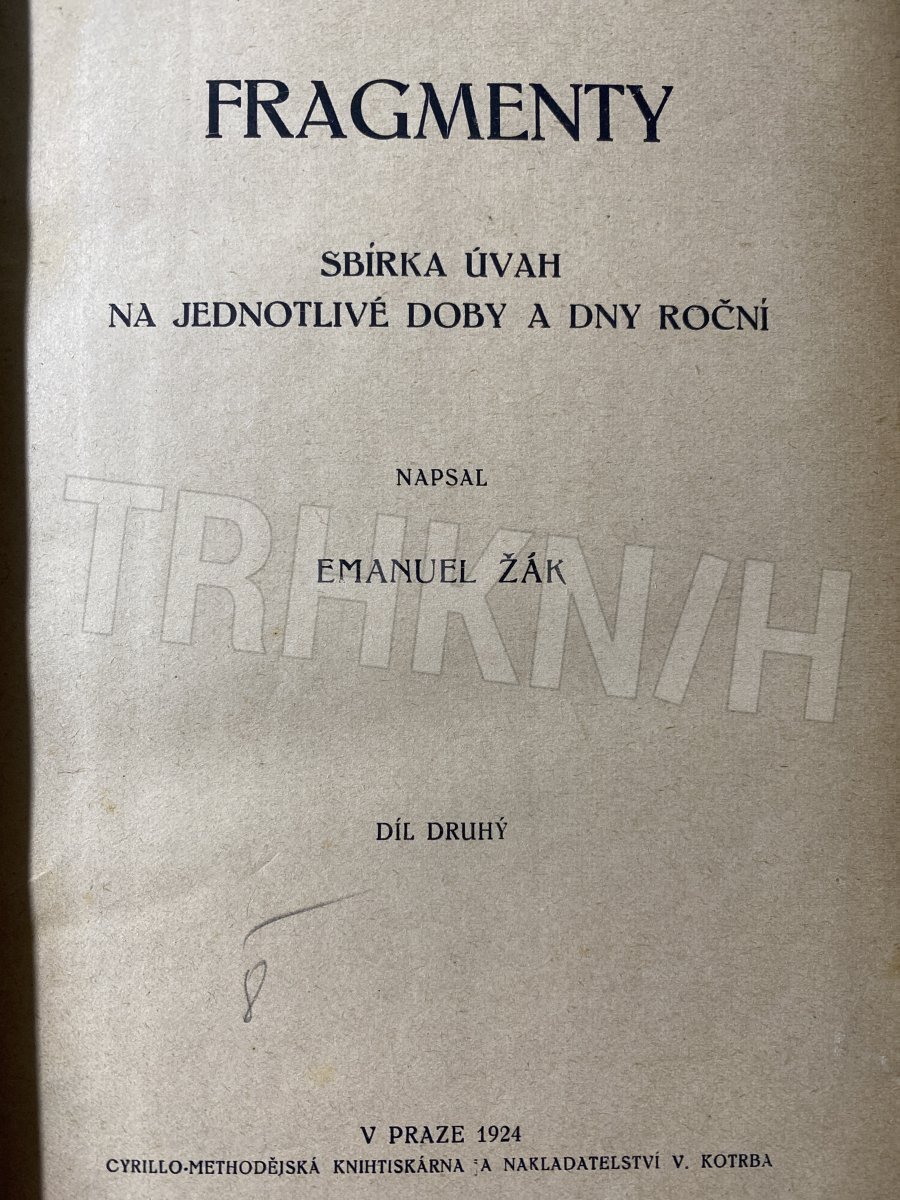 FRAGMENTY
SBÍRKA ÚVAH
NA JEDNOTLIVÉ DOBY A DNY ROČNÍ
NAPSAL
EMANUEL ŽÁK
TRHKNIH
DÍL DRUHÝ
8
V PRAZE 1924
CYRILLO-METHODĚJSKÁ KNIHTISKÁRNA A NAKLADATELSTVÍ V. KOTRBA